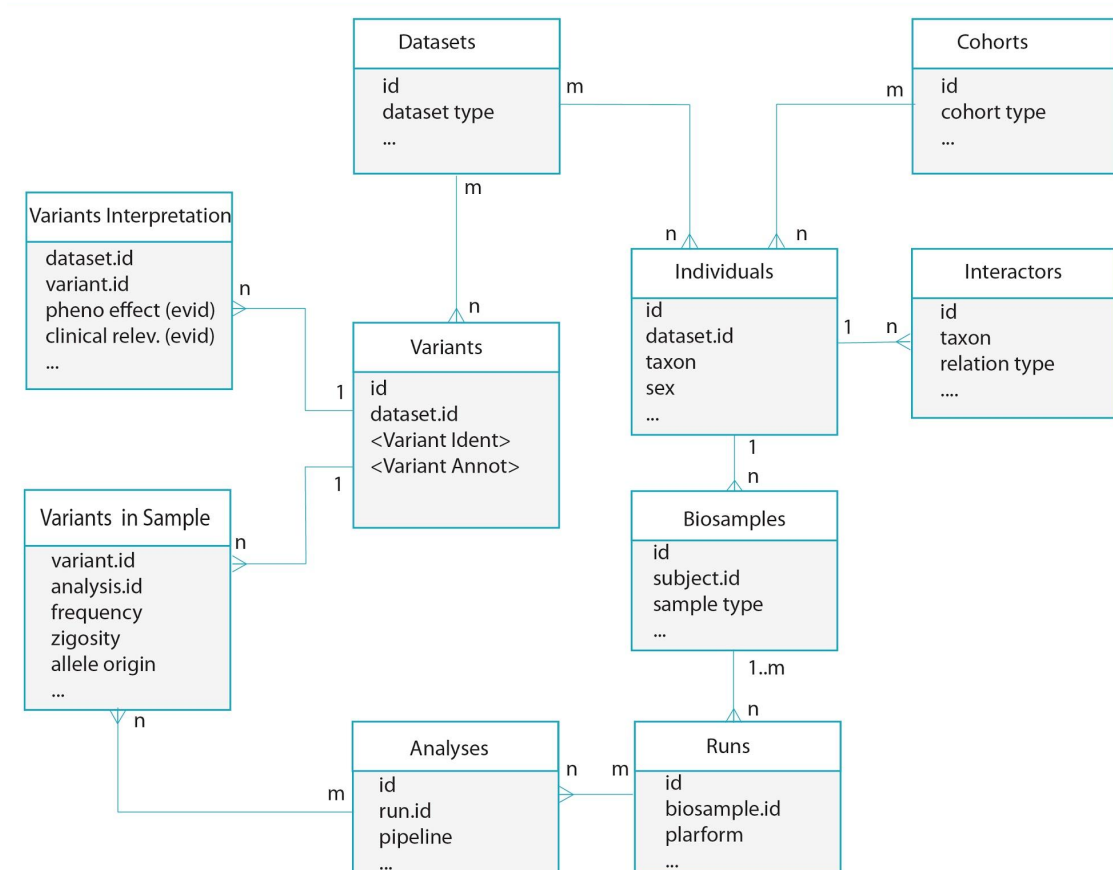 Datasets
id
dataset type
...
m
m
Cohorts
id
cohort type
...
m
Variants Interpretation
dataset.id
variant.id
pheno effect (evid)
clinical relev. (evid)
...
n
1
n
Variants
id
dataset.id
<Variant Ident>
<Variant Annot>
1
n
n
Individuals
id
dataset.id
taxon
sex
...
1
n
Interactors
id
taxon
relation type
....
1
n
Variants in Sample
variant.id
analysis.id
frequency
zigosity
allele origin
...
n
n
Biosamples
id
subject.id
sample type
...
1..m
n
m
Analyses
id
run.id
pipeline
...
n
m
Runs
id
biosample.id
plarform
...